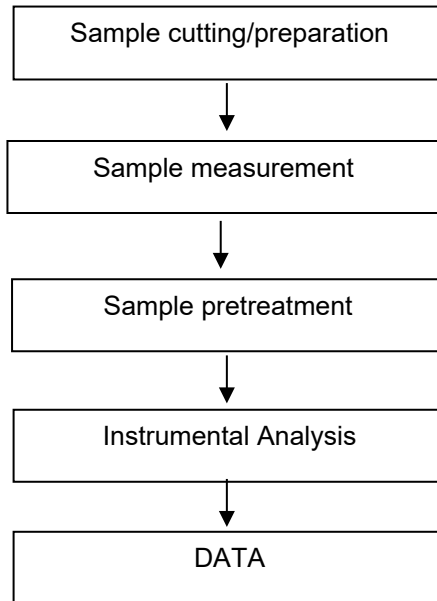 Sample cutting/preparation
Sample measurement
Sample pretreatment
Instrumental Analysis
DATA